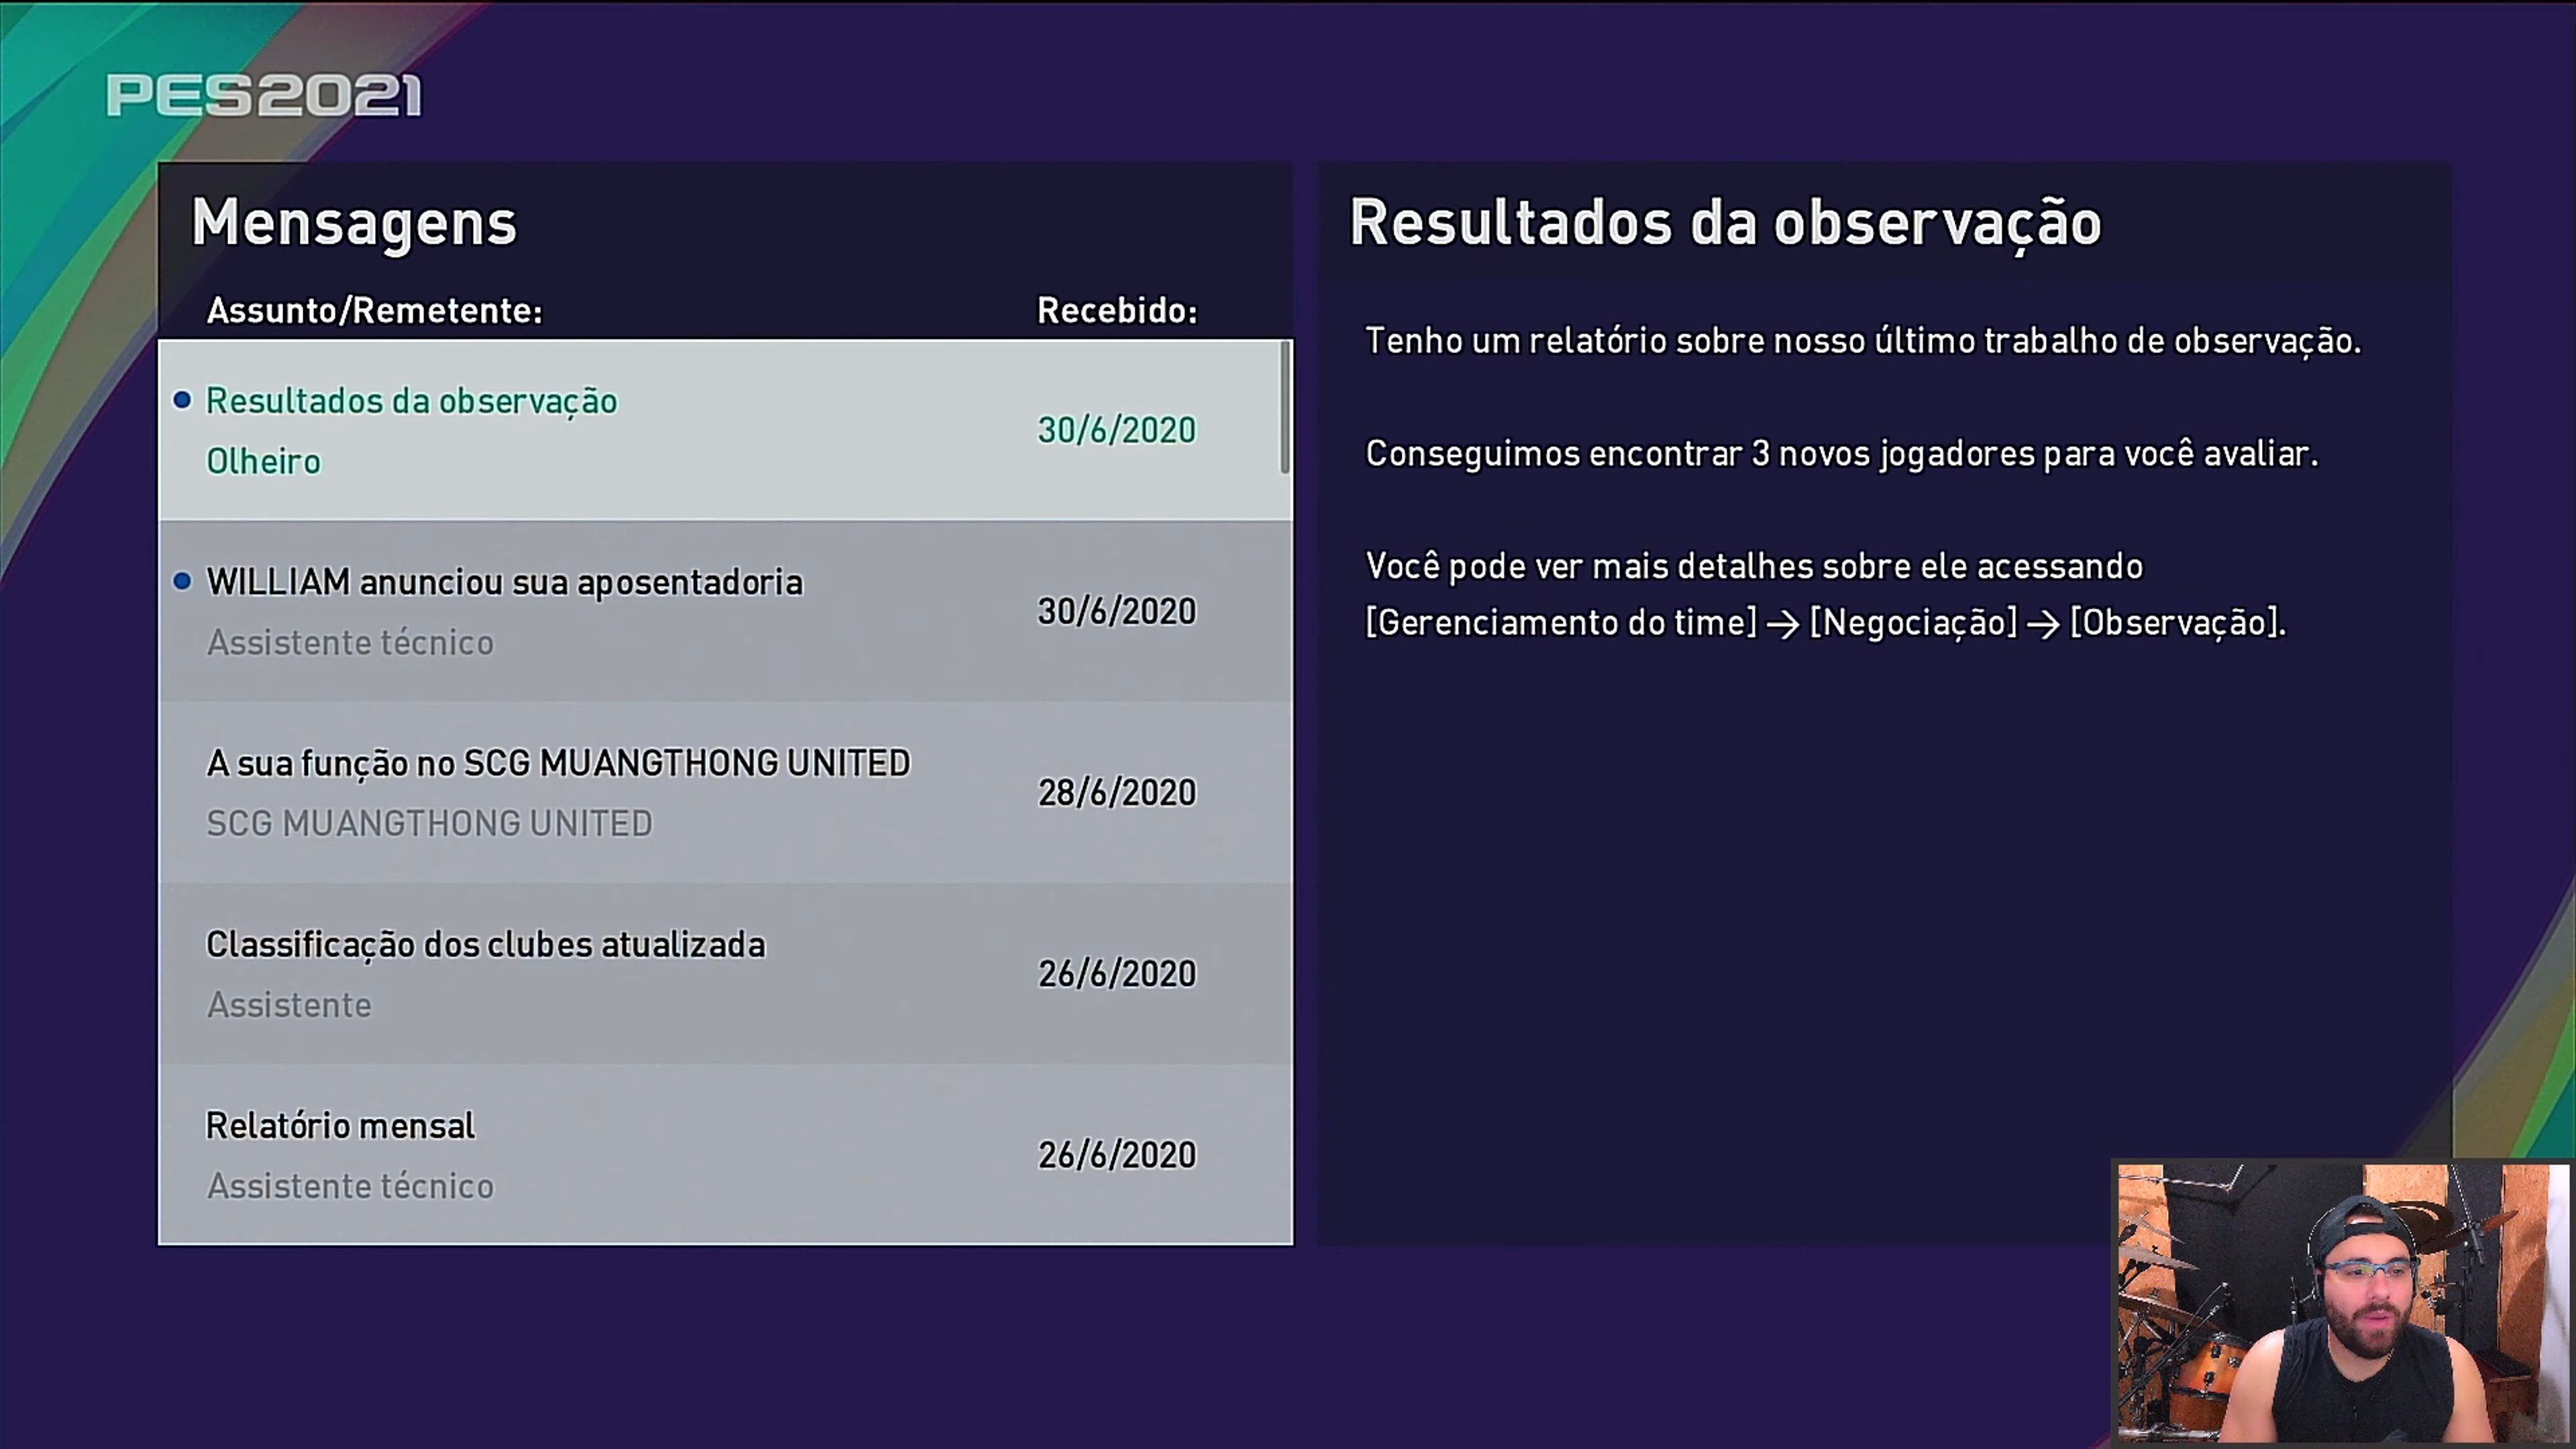 PES2021
Mensagens
Assunto/Remetente:
Recebido:
Resultados da observação
Olheiro
30/6/2020
WILLIAM anunciou sua aposentadoria
Assistente técnico
30/6/2020
A sua função no SCG MUANGTHONG UNITED
SCG MUANGTHONG UNITED
28/6/2020
Classificação dos clubes atualizada
Assistente
26/6/2020
Relatório mensal
Assistente técnico
26/6/2020
Resultados da observação
Tenho um relatório sobre nosso último trabalho de observação.
Conseguimos encontrar 3 novos jogadores para você avaliar.
Você pode ver mais detalhes sobre ele acessando
[Gerenciamento do time] → [Negociação] → [Observação].